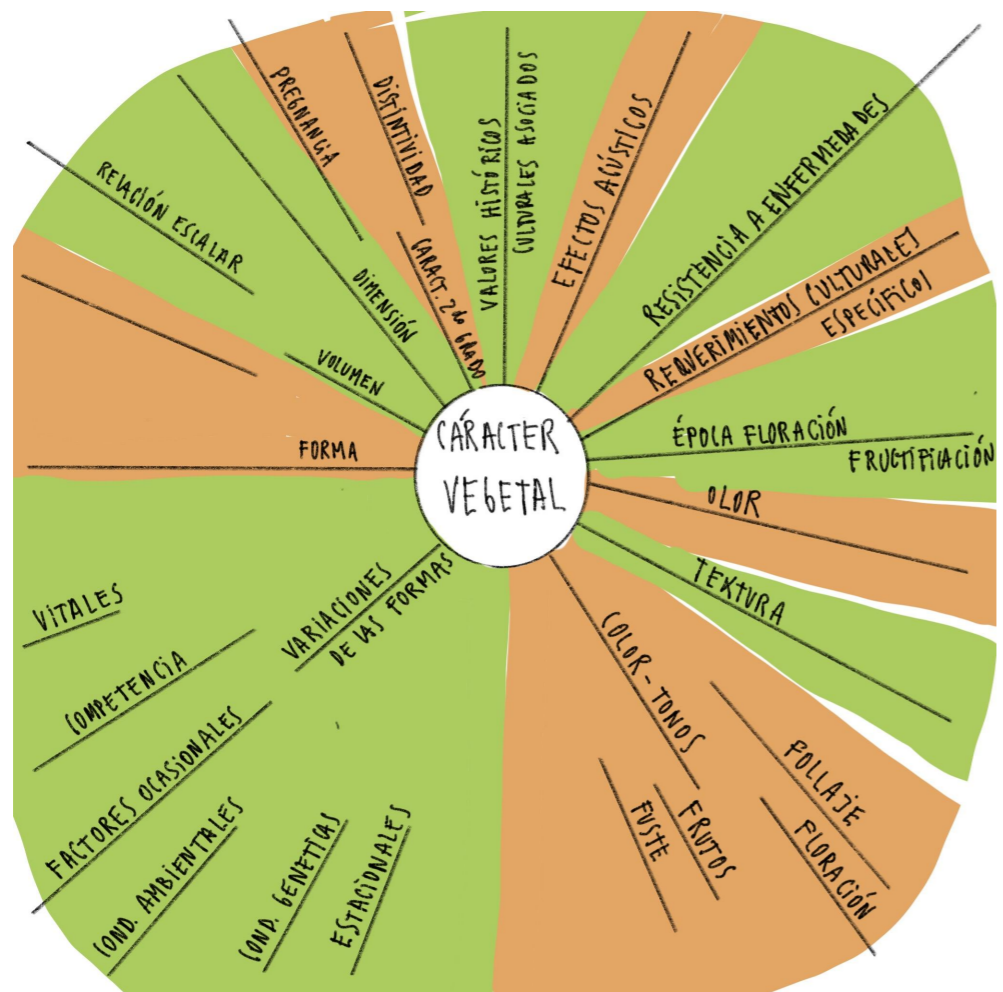 CÁRACTER
VEGETAL
PREGNANCIA
DISTINTIVIDAD
CARACT. 2do GRADO
VALORES HISTÓRICOS
CULTURALES ASOCIADOS
EFECTOS ACÚSTICOS
RESISTENCIA A ENFERMEDADES
REQUERIMIENTOS CULTURALES
ESPECÍFICOS
ÉPOCA FLORACIÓN
FRUCTIFICACIÓN
OLOR
TEXTURA
COLOR-TONOS
FOLLAJE
FLORACIÓN
FRUTOS
FUSTE
VARIACIONES
DE LAS FORMAS
VITALES
COMPETENCIA
FACTORES OCASIONALES
COND. AMBIENTALES
COND. GENETICAS
ESTACIONALES
FORMA
VOLUMEN
DIMENSIÓN
RELACIÓN ESCALAR